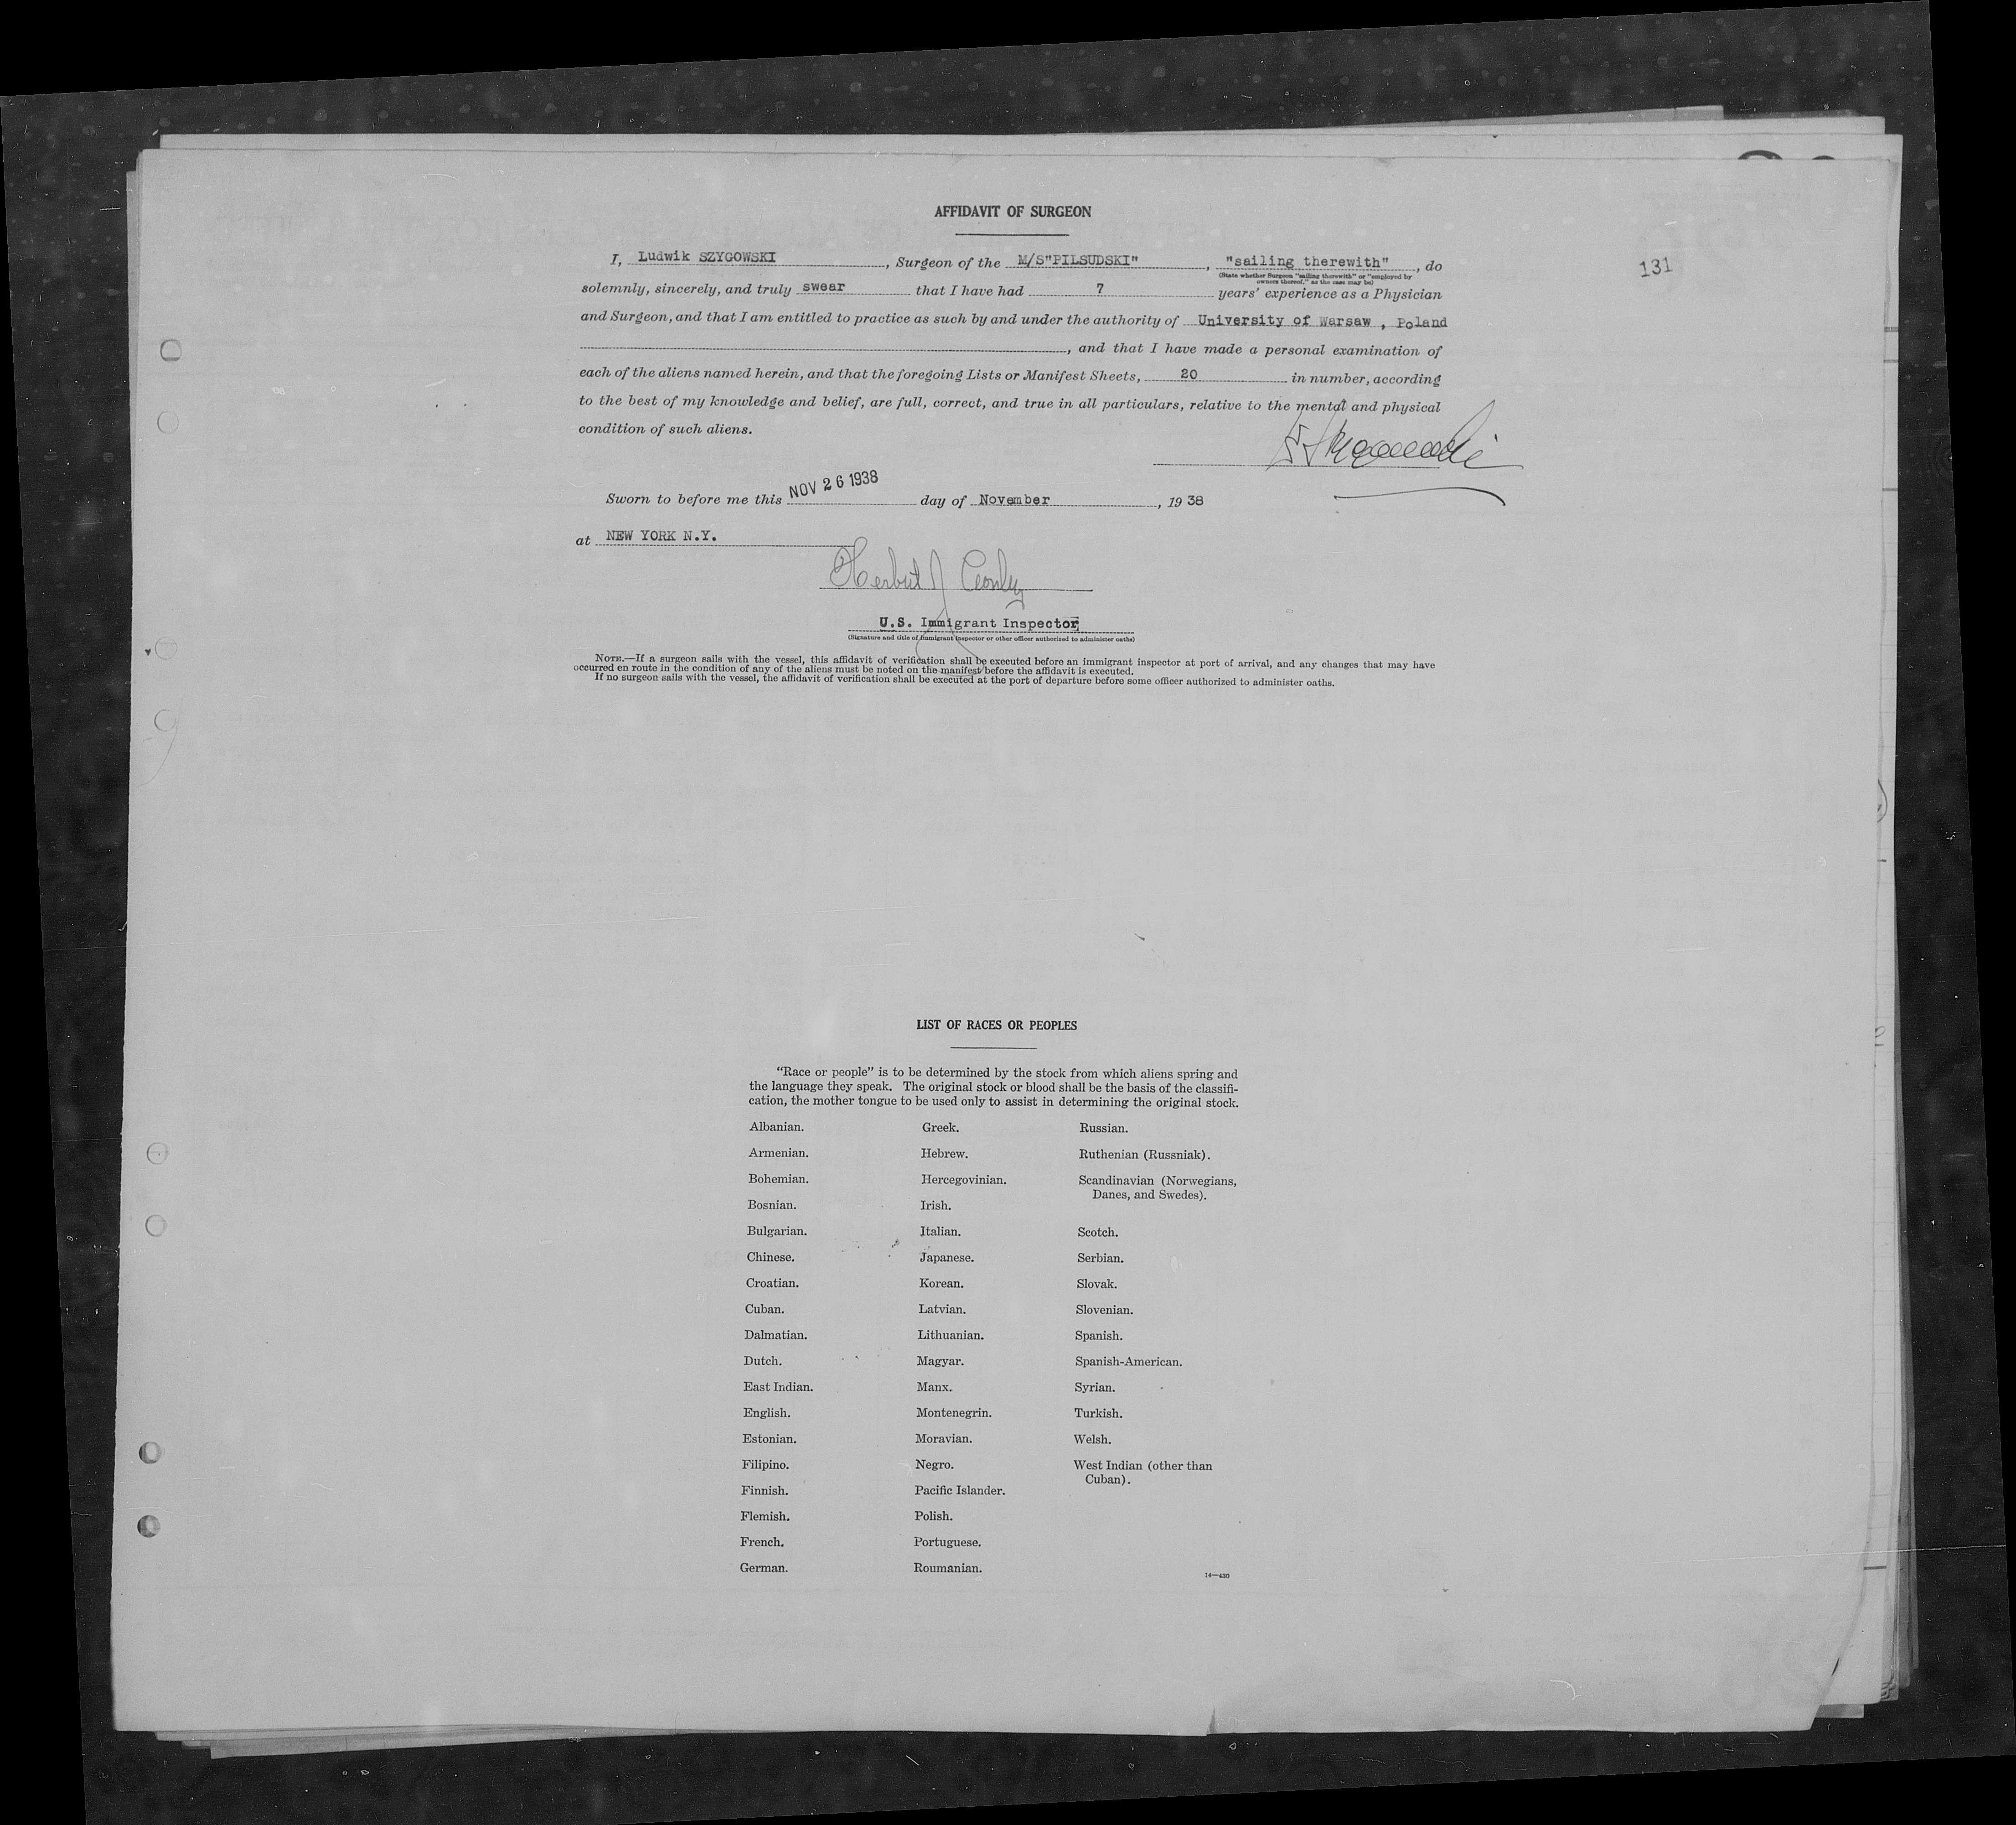 AFFIDAVIT OF SURGEON
131
I, Ludwik SZYGOWSKI, Surgeon of the M/S"PILSUDSKI", "sailing therewith", do
(State whether Surgeon "sailing therewith" or "employed by
owners thereof," as the case may be)
solemnly, sincerely, and truly swear that I have had 7 years' experience as a Physician
and Surgeon, and that I am entitled to practice as such by and under the authority of University of Warsaw , Poland
, and that I have made a personal examination of
each of the aliens named herein, and that the foregoing Lists or Manifest Sheets, 20 in number, according
to the best of my knowledge and belief, are full, correct, and true in all particulars, relative to the mental and physical
condition of such aliens.
Sworn to before me this NOV 26 1938 day of November, 19 38
at NEW YORK N.Y.
Herbert J
U.S. Immigrant Inspector
(Signature and title of immigrant inspector or other officer authorized to administer oaths)
NOTE.—If a surgeon sails with the vessel, this affidavit of verification shall be executed before an immigrant inspector at port of arrival, and any changes that may have
occurred en route in the condition of any of the aliens must be noted on the manifest before the affidavit is executed.
If no surgeon sails with the vessel, the affidavit of verification shall be executed at the port of departure before some officer authorized to administer oaths.
LIST OF RACES OR PEOPLES
"Race or people" is to be determined by the stock from which aliens spring and
the language they speak. The original stock or blood shall be the basis of the classifi-
cation, the mother tongue to be used only to assist in determining the original stock.
Albanian.
Armenian.
Bohemian.
Bosnian.
Bulgarian.
Chinese.
Croatian.
Cuban.
Dalmatian.
Dutch.
East Indian.
English.
Estonian.
Filipino.
Finnish.
Flemish.
French.
German.
Greek.
Hebrew.
Hercegovinian.
Irish.
Italian.
Japanese.
Korean.
Latvian.
Lithuanian.
Magyar.
Manx.
Montenegrin.
Moravian.
Negro.
Pacific Islander.
Polish.
Portuguese.
Roumanian.
Russian.
Ruthenian (Russniak).
Scandinavian (Norwegians,
Danes, and Swedes).
Scotch.
Serbian.
Slovak.
Slovenian.
Spanish.
Spanish-American.
Syrian.
Turkish.
Welsh.
West Indian (other than
Cuban).
14—430